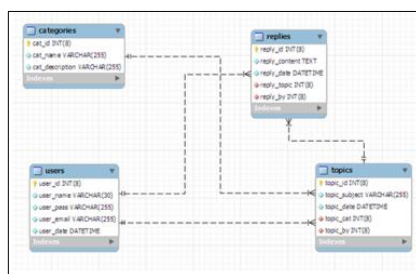 categories
cat_id INT(8)
cat_name VARCHAR(255)
cat_description VARCHAR(255)
Indexes
replies
reply_id INT(8)
reply_content TEXT
reply_date DATETIME
reply_topic INT(8)
reply_by INT(8)
Indexes
users
user_id INT(8)
user_name VARCHAR(30)
user_pass VARCHAR(255)
user_email VARCHAR(255)
user_date DATETIME
Indexes
topics
topic_id INT(8)
topic_subject VARCHAR(255)
topic_date DATETIME
topic_cat INT(8)
topic_by INT(8)
Indexes